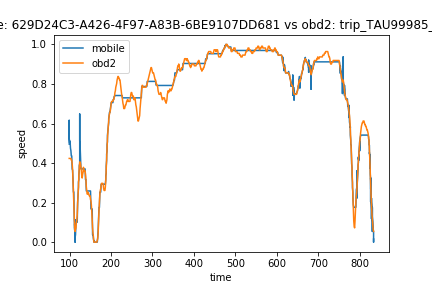 e: 629D24C3-A426-4F97-A83B-6BE9107DD681 vs obd2: trip_TAU99985_
mobile
obd2
1.0
0.8
0.6
0.4
0.2
0.0
speed
100 200 300 400 500 600 700 800
time